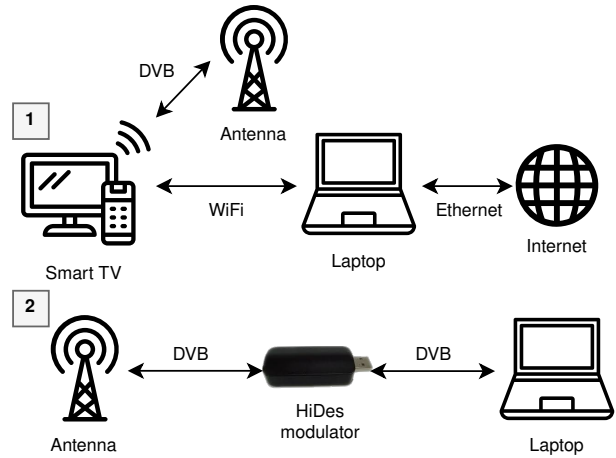 DVB
1
Antenna
WiFi
Ethernet
Smart TV
Laptop
Internet
2
DVB
DVB
HiDes
modulator
Antenna
Laptop